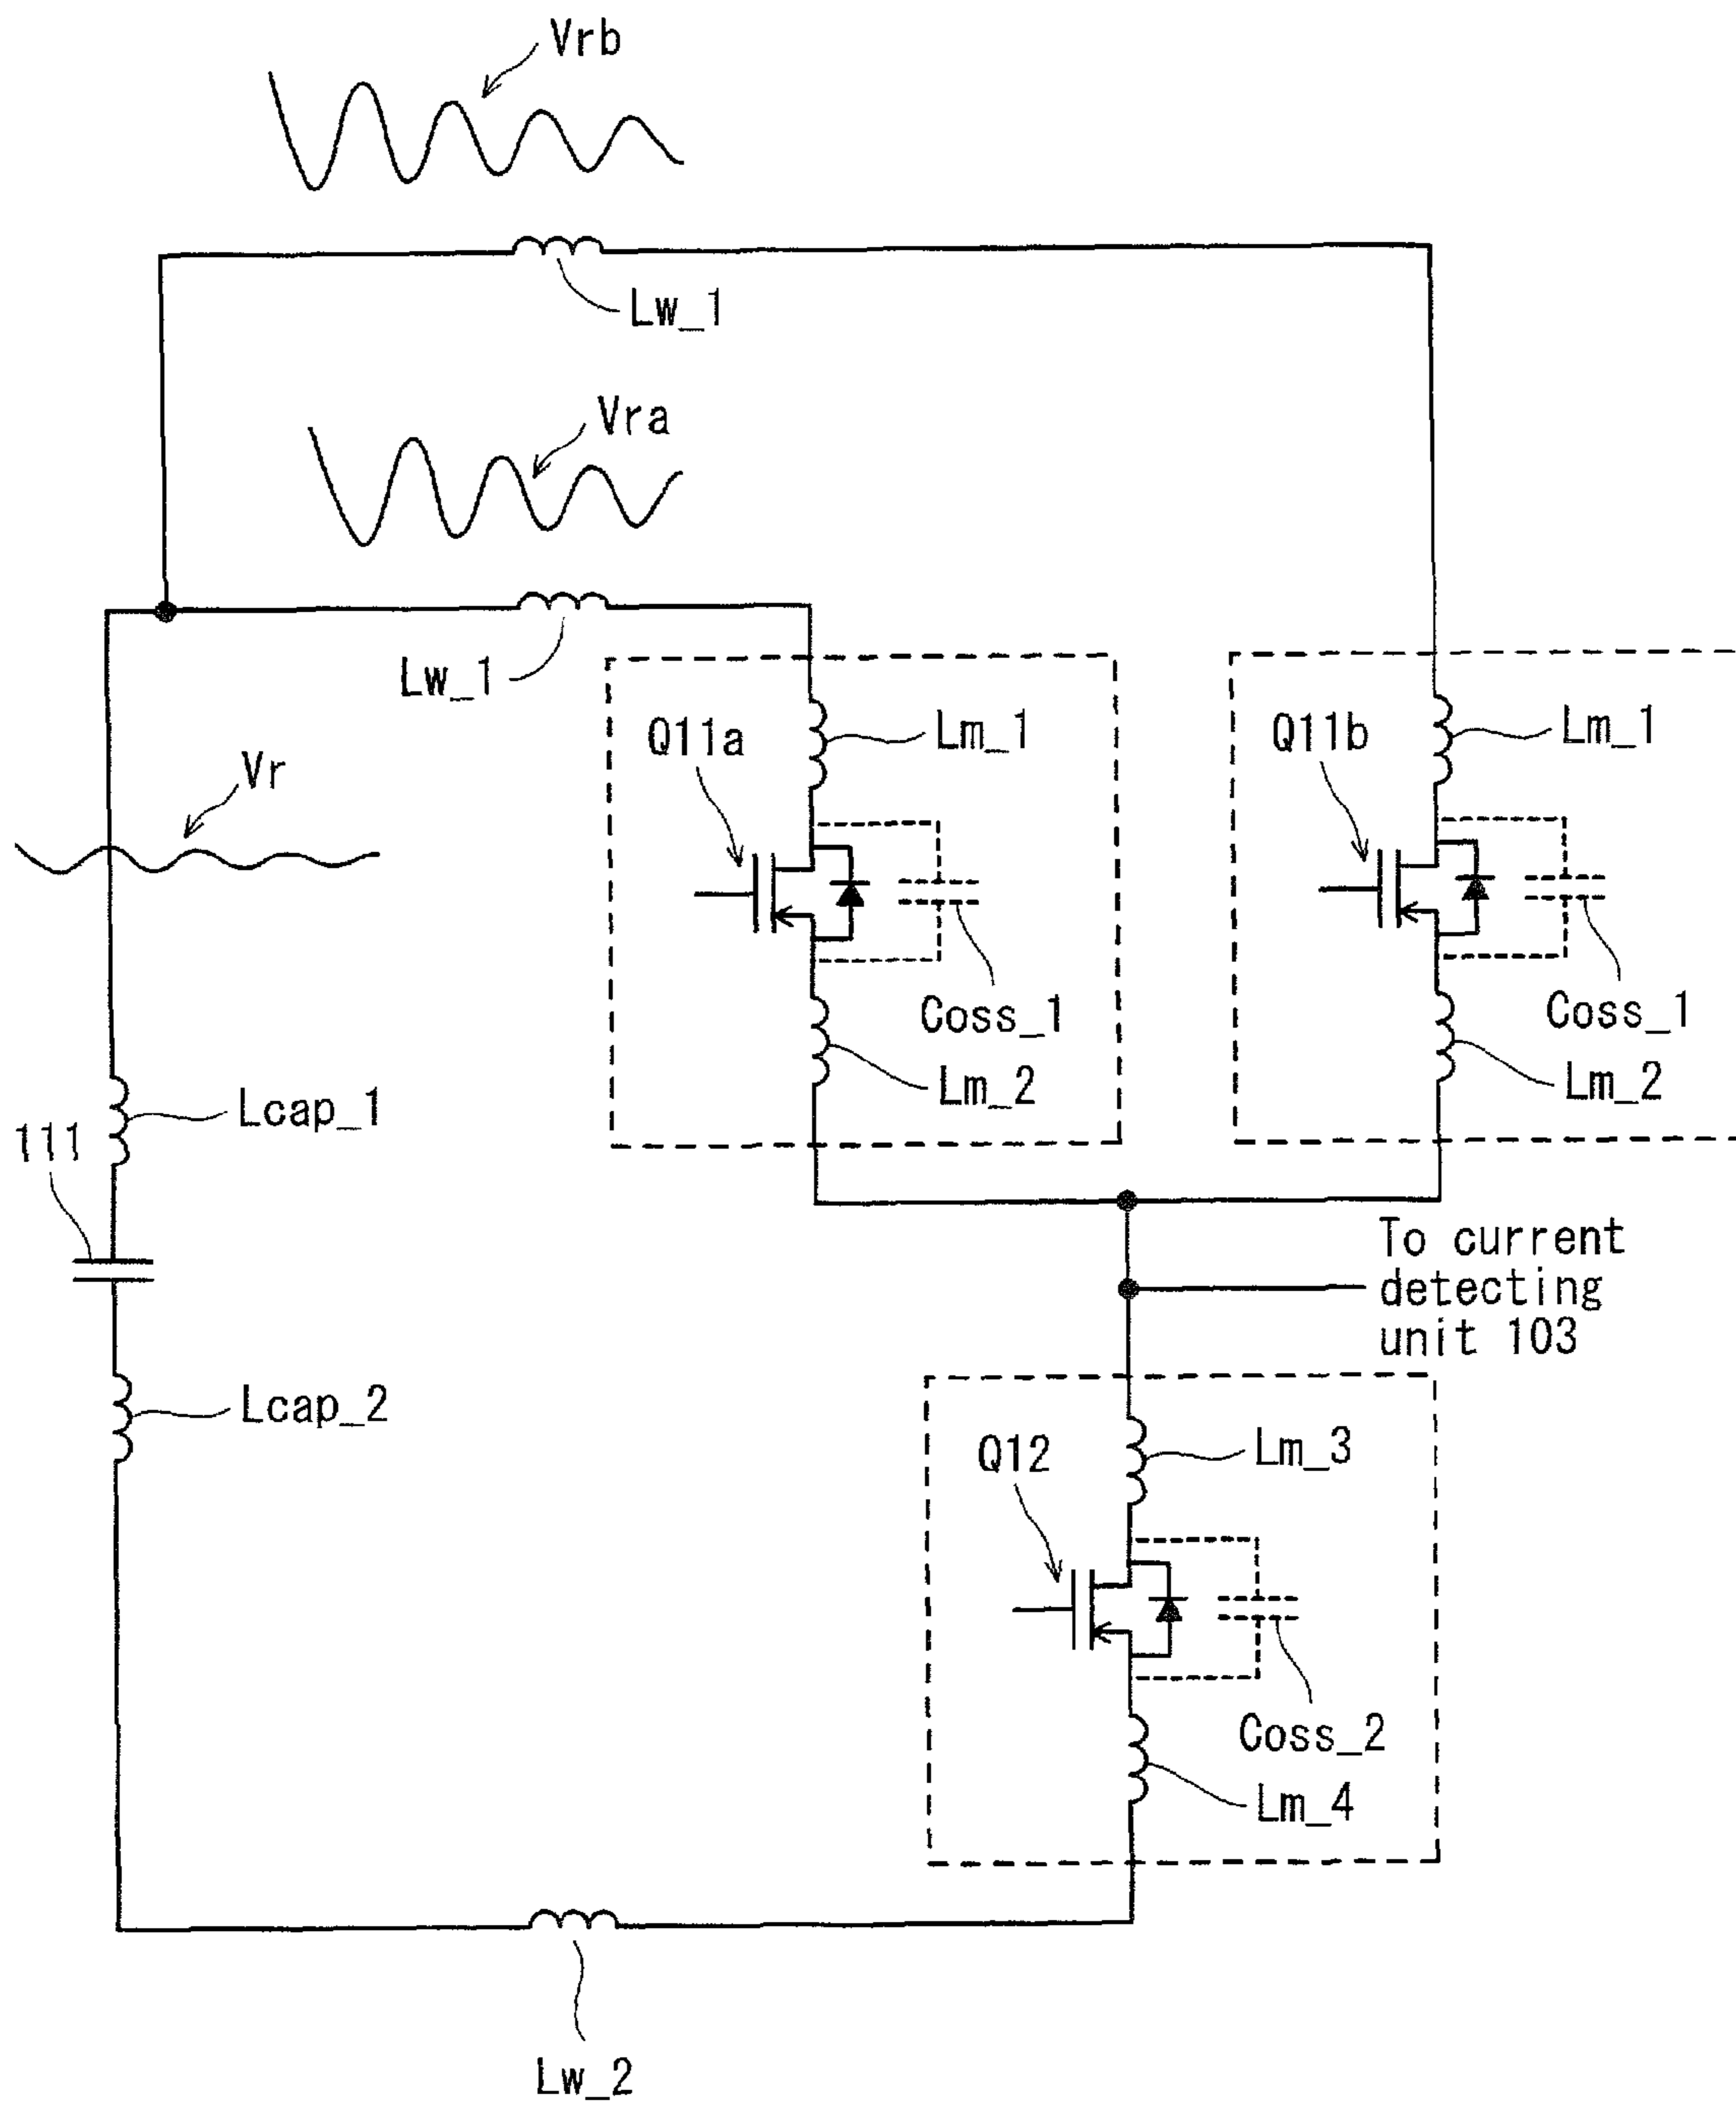 Vrb
Lw_1
Vra
Lw_1
Vr
Q11a
Lm_1
Q11b
Lm_1
Coss_1
Coss_1
Lm_2
Lm_2
Lcap_1
111
To current
detecting
unit 103
Lcap_2
Q12
Lm_3
Coss_2
Lm_4
Lw_2